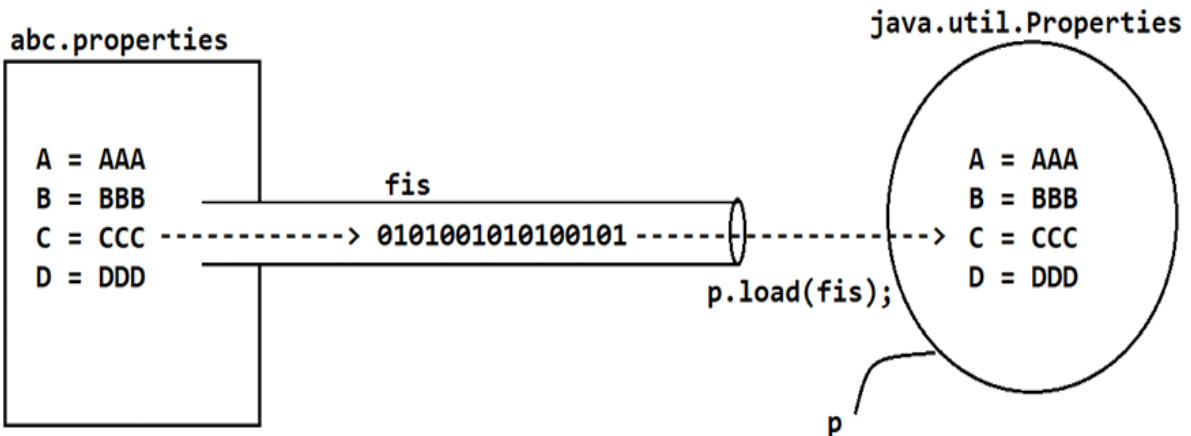 abc.properties
A = AAA
B = BBB
C = CCC
D = DDD
fis
0101001010100101
p.load(fis);
java.util.Properties
A = AAA
B = BBB
C = CCC
D = DDD
p